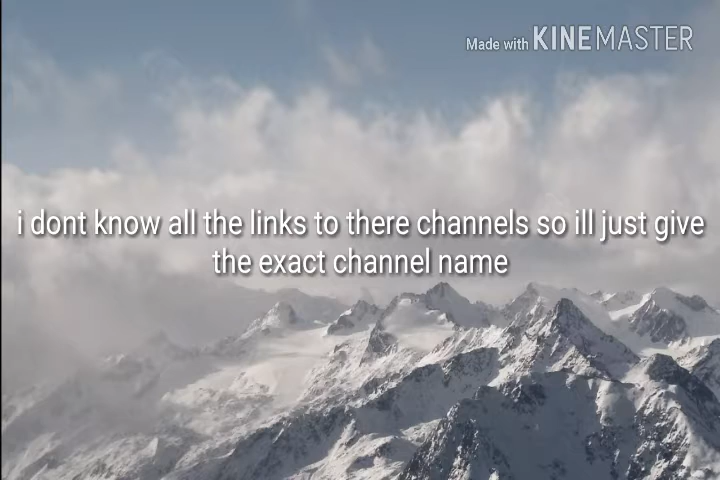 Made with KINEMASTER
i dont know all the links to there channels so ill just give
the exact channel name